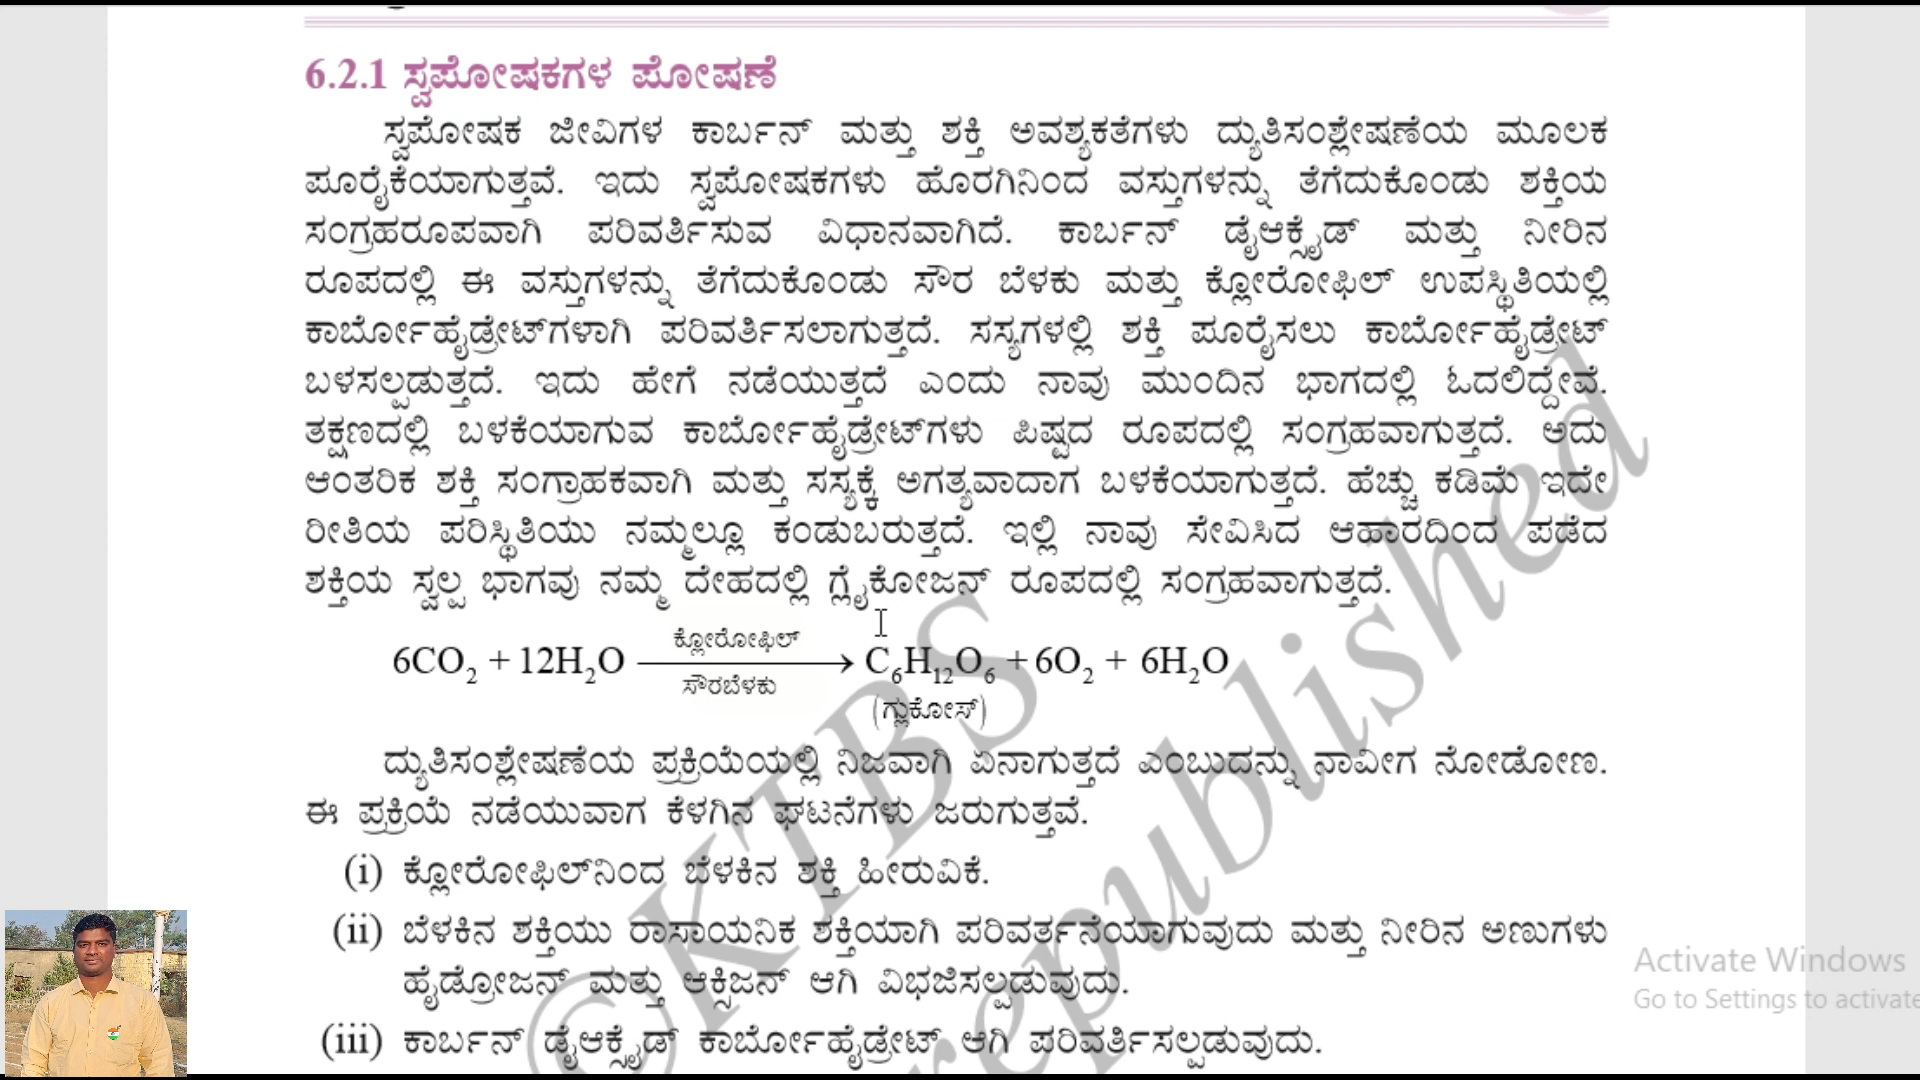 6.2.1 ಸ್ವಪೋಷಕಗಳ ಪೋಷಣೆ
ಸ್ವಪೋಷಕ ಜೀವಿಗಳ ಕಾರ್ಬನ್ ಮತ್ತು ಶಕ್ತಿ ಅವಶ್ಯಕತೆಗಳು ದ್ಯುತಿಸಂಶ್ಲೇಷಣೆಯ ಮೂಲಕ
ಪೂರೈಕೆಯಾಗುತ್ತವೆ. ಇದು ಸ್ವಪೋಷಕಗಳು ಹೊರಗಿನಿಂದ ವಸ್ತುಗಳನ್ನು ತೆಗೆದುಕೊಂಡು ಶಕ್ತಿಯ
ಸಂಗ್ರಹರೂಪವಾಗಿ ಪರಿವರ್ತಿಸುವ ವಿಧಾನವಾಗಿದೆ. ಕಾರ್ಬನ್ ಡೈಆಕ್ಸೈಡ್ ಮತ್ತು ನೀರಿನ
ರೂಪದಲ್ಲಿ ಈ ವಸ್ತುಗಳನ್ನು ತೆಗೆದುಕೊಂಡು ಸೌರ ಬೆಳಕು ಮತ್ತು ಕ್ಲೋರೋಫಿಲ್ ಉಪಸ್ಥಿತಿಯಲ್ಲಿ
ಕಾರ್ಬೋಹೈಡ್ರೇಟ್‌ಗಳಾಗಿ ಪರಿವರ್ತಿಸಲಾಗುತ್ತದೆ. ಸಸ್ಯಗಳಲ್ಲಿ ಶಕ್ತಿ ಪೂರೈಸಲು ಕಾರ್ಬೋಹೈಡ್ರೇಟ್
ಬಳಸಲ್ಪಡುತ್ತದೆ. ಇದು ಹೇಗೆ ನಡೆಯುತ್ತದೆ ಎಂದು ನಾವು ಮುಂದಿನ ಭಾಗದಲ್ಲಿ ಓದಲಿದ್ದೇವೆ.
ತಕ್ಷಣದಲ್ಲಿ ಬಳಕೆಯಾಗುವ ಕಾರ್ಬೋಹೈಡ್ರೇಟ್‌ಗಳು ಪಿಷ್ಟದ ರೂಪದಲ್ಲಿ ಸಂಗ್ರಹವಾಗುತ್ತದೆ. ಅದು
ಆಂತರಿಕ ಶಕ್ತಿ ಸಂಗ್ರಾಹಕವಾಗಿ ಮತ್ತು ಸಸ್ಯಕ್ಕೆ ಅಗತ್ಯವಾದಾಗ ಬಳಕೆಯಾಗುತ್ತದೆ. ಹೆಚ್ಚು ಕಡಿಮೆ ಇದೇ
ರೀತಿಯ ಪರಿಸ್ಥಿತಿಯು ನಮ್ಮಲ್ಲೂ ಕಂಡುಬರುತ್ತದೆ. ಇಲ್ಲಿ ನಾವು ಸೇವಿಸಿದ ಆಹಾರದಿಂದ ಪಡೆದ
ಶಕ್ತಿಯ ಸ್ವಲ್ಪ ಭಾಗವು ನಮ್ಮ ದೇಹದಲ್ಲಿ ಗ್ಲೈಕೋಜನ್ ರೂಪದಲ್ಲಿ ಸಂಗ್ರಹವಾಗುತ್ತದೆ.
ಕ್ಲೋರೋಫಿಲ್
6CO₂ + 12H₂O ⟶ C₆H₁₂O₆ + 6O₂ + 6H₂O
ಸೌರಬೆಳಕು
(ಗ್ಲುಕೋಸ್)
ದ್ಯುತಿಸಂಶ್ಲೇಷಣೆಯ ಪ್ರಕ್ರಿಯೆಯಲ್ಲಿ ನಿಜವಾಗಿ ಏನಾಗುತ್ತದೆ ಎಂಬುದನ್ನು ನಾವೀಗ ನೋಡೋಣ.
ಈ ಪ್ರಕ್ರಿಯೆ ನಡೆಯುವಾಗ ಕೆಳಗಿನ ಘಟನೆಗಳು ಜರುಗುತ್ತವೆ.
(i) ಕ್ಲೋರೋಫಿಲ್‌ನಿಂದ ಬೆಳಕಿನ ಶಕ್ತಿ ಹೀರುವಿಕೆ.
(ii) ಬೆಳಕಿನ ಶಕ್ತಿಯು ರಾಸಾಯನಿಕ ಶಕ್ತಿಯಾಗಿ ಪರಿವರ್ತನೆಯಾಗುವುದು ಮತ್ತು ನೀರಿನ ಅಣುಗಳು
ಹೈಡ್ರೋಜನ್ ಮತ್ತು ಆಕ್ಸಿಜನ್ ಆಗಿ ವಿಭಜಿಸಲ್ಪಡುವುದು.
(iii) ಕಾರ್ಬನ್ ಡೈಆಕ್ಸೈಡ್ ಕಾರ್ಬೋಹೈಡ್ರೇಟ್ ಆಗಿ ಪರಿವರ್ತಿಸಲ್ಪಡುವುದು.
©KTBS
republished
Activate Windows
Go to Settings to activate